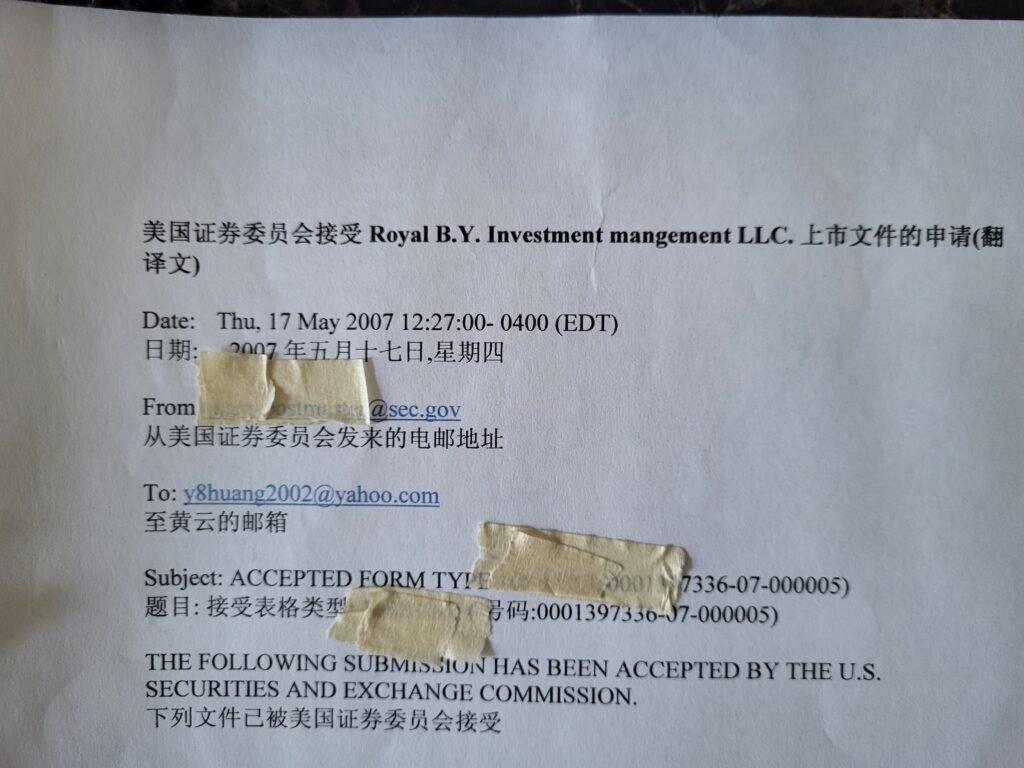 美国证券委员会接受 Royal B.Y. Investment mangement LLC. 上市文件的申请(翻
译文)
Date: Thu, 17 May 2007 12:27:00- 0400 (EDT)
日期: 2007 年五月十七日,星期四
From @sec.gov
从美国证券委员会发来的电邮地址
To: y8huang2002@yahoo.com
至黄云的邮箱
Subject: ACCEPTED FORM TYPE 0001397336-07-000005)
题目: 接受表格类型 号码:0001397336-07-000005)
THE FOLLOWING SUBMISSION HAS BEEN ACCEPTED BY THE U.S.
SECURITIES AND EXCHANGE COMMISSION.
下列文件已被美国证券委员会接受